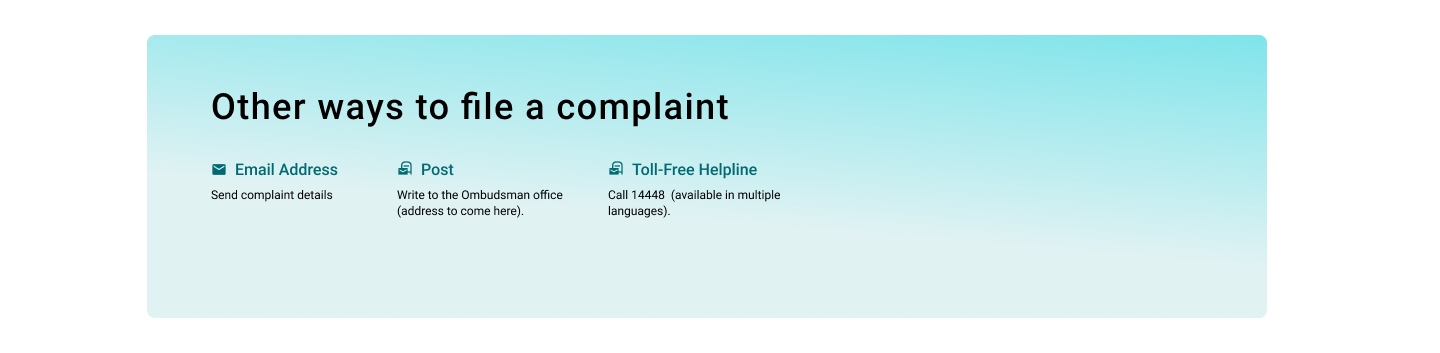 Other ways to file a complaint
Email Address
Send complaint details
Post
Write to the Ombudsman office
(address to come here).
Toll-Free Helpline
Call 14448  (available in multiple
languages).